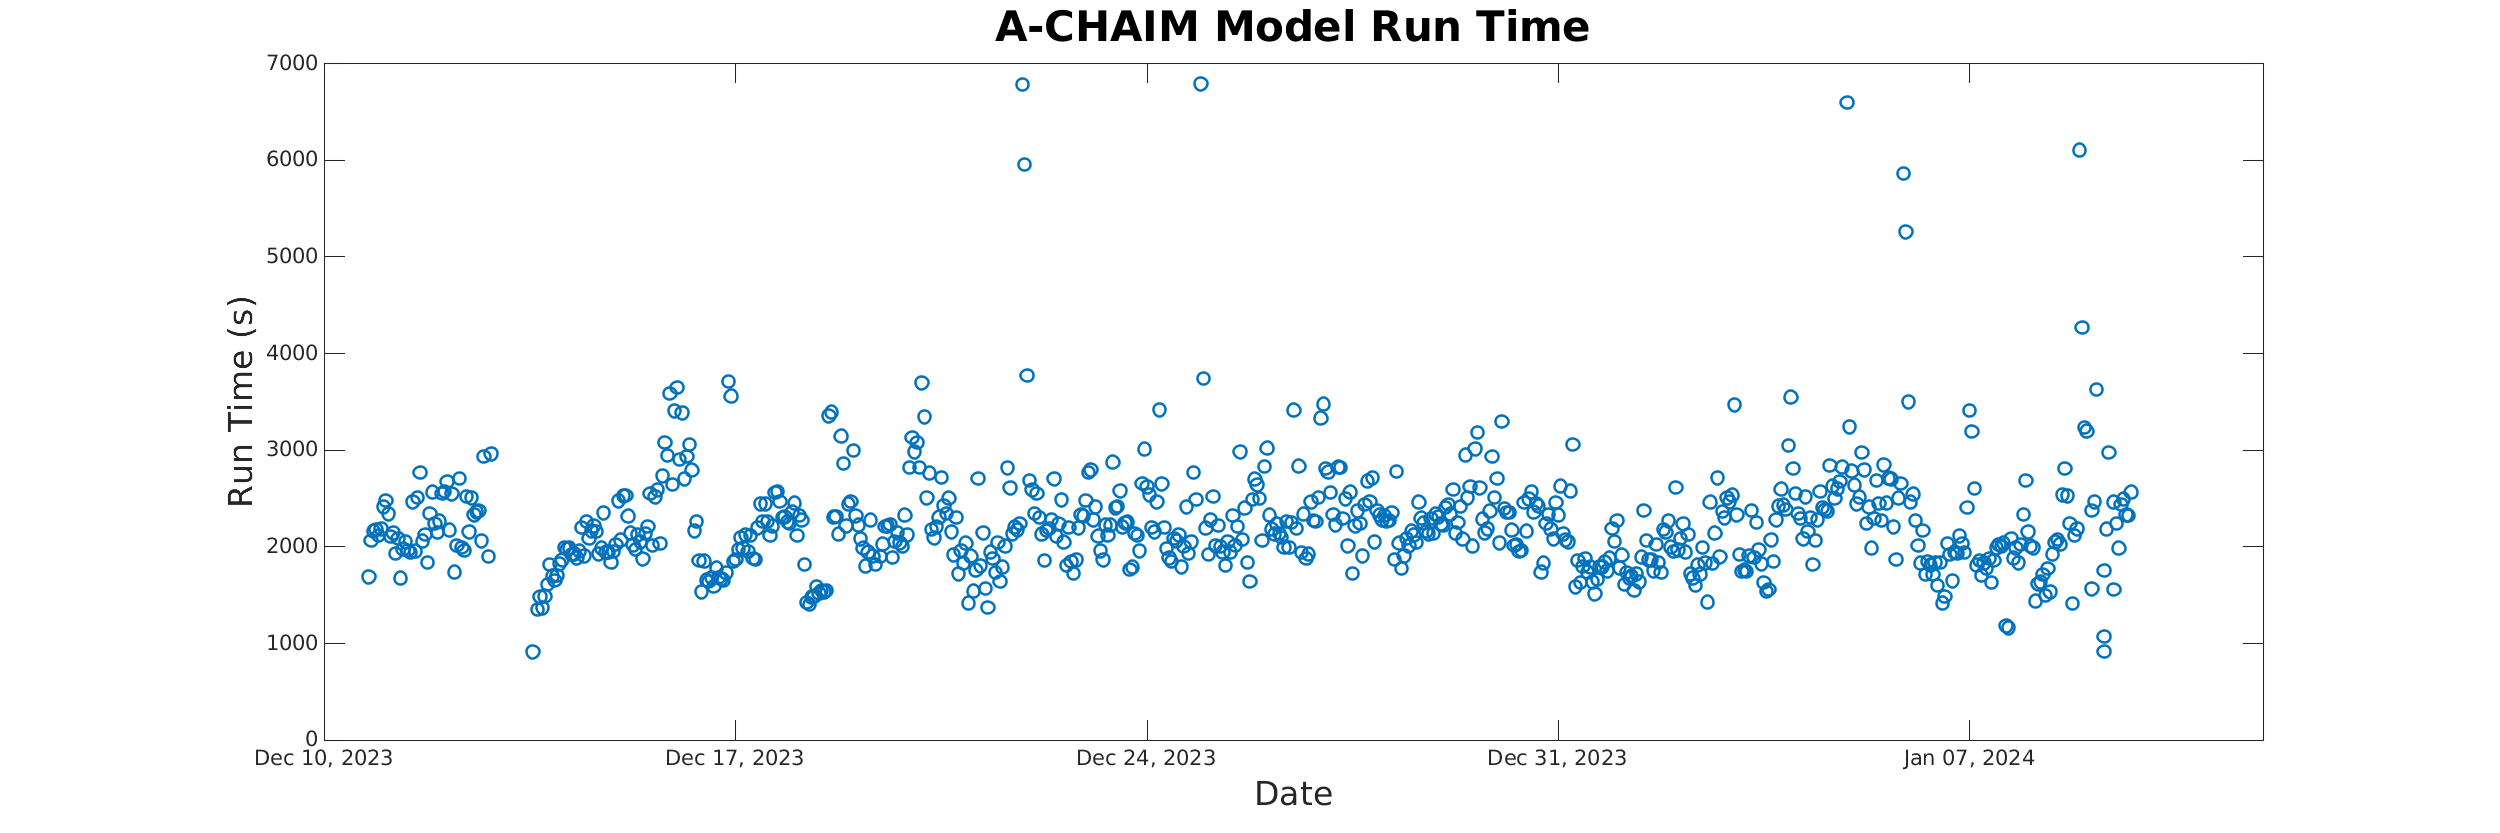 A-CHAIM Model Run Time
7000
6000
5000
4000
3000
2000
1000
0
Run Time (s)
Dec 10, 2023
Dec 17, 2023
Dec 24, 2023
Dec 31, 2023
Jan 07, 2024
Date